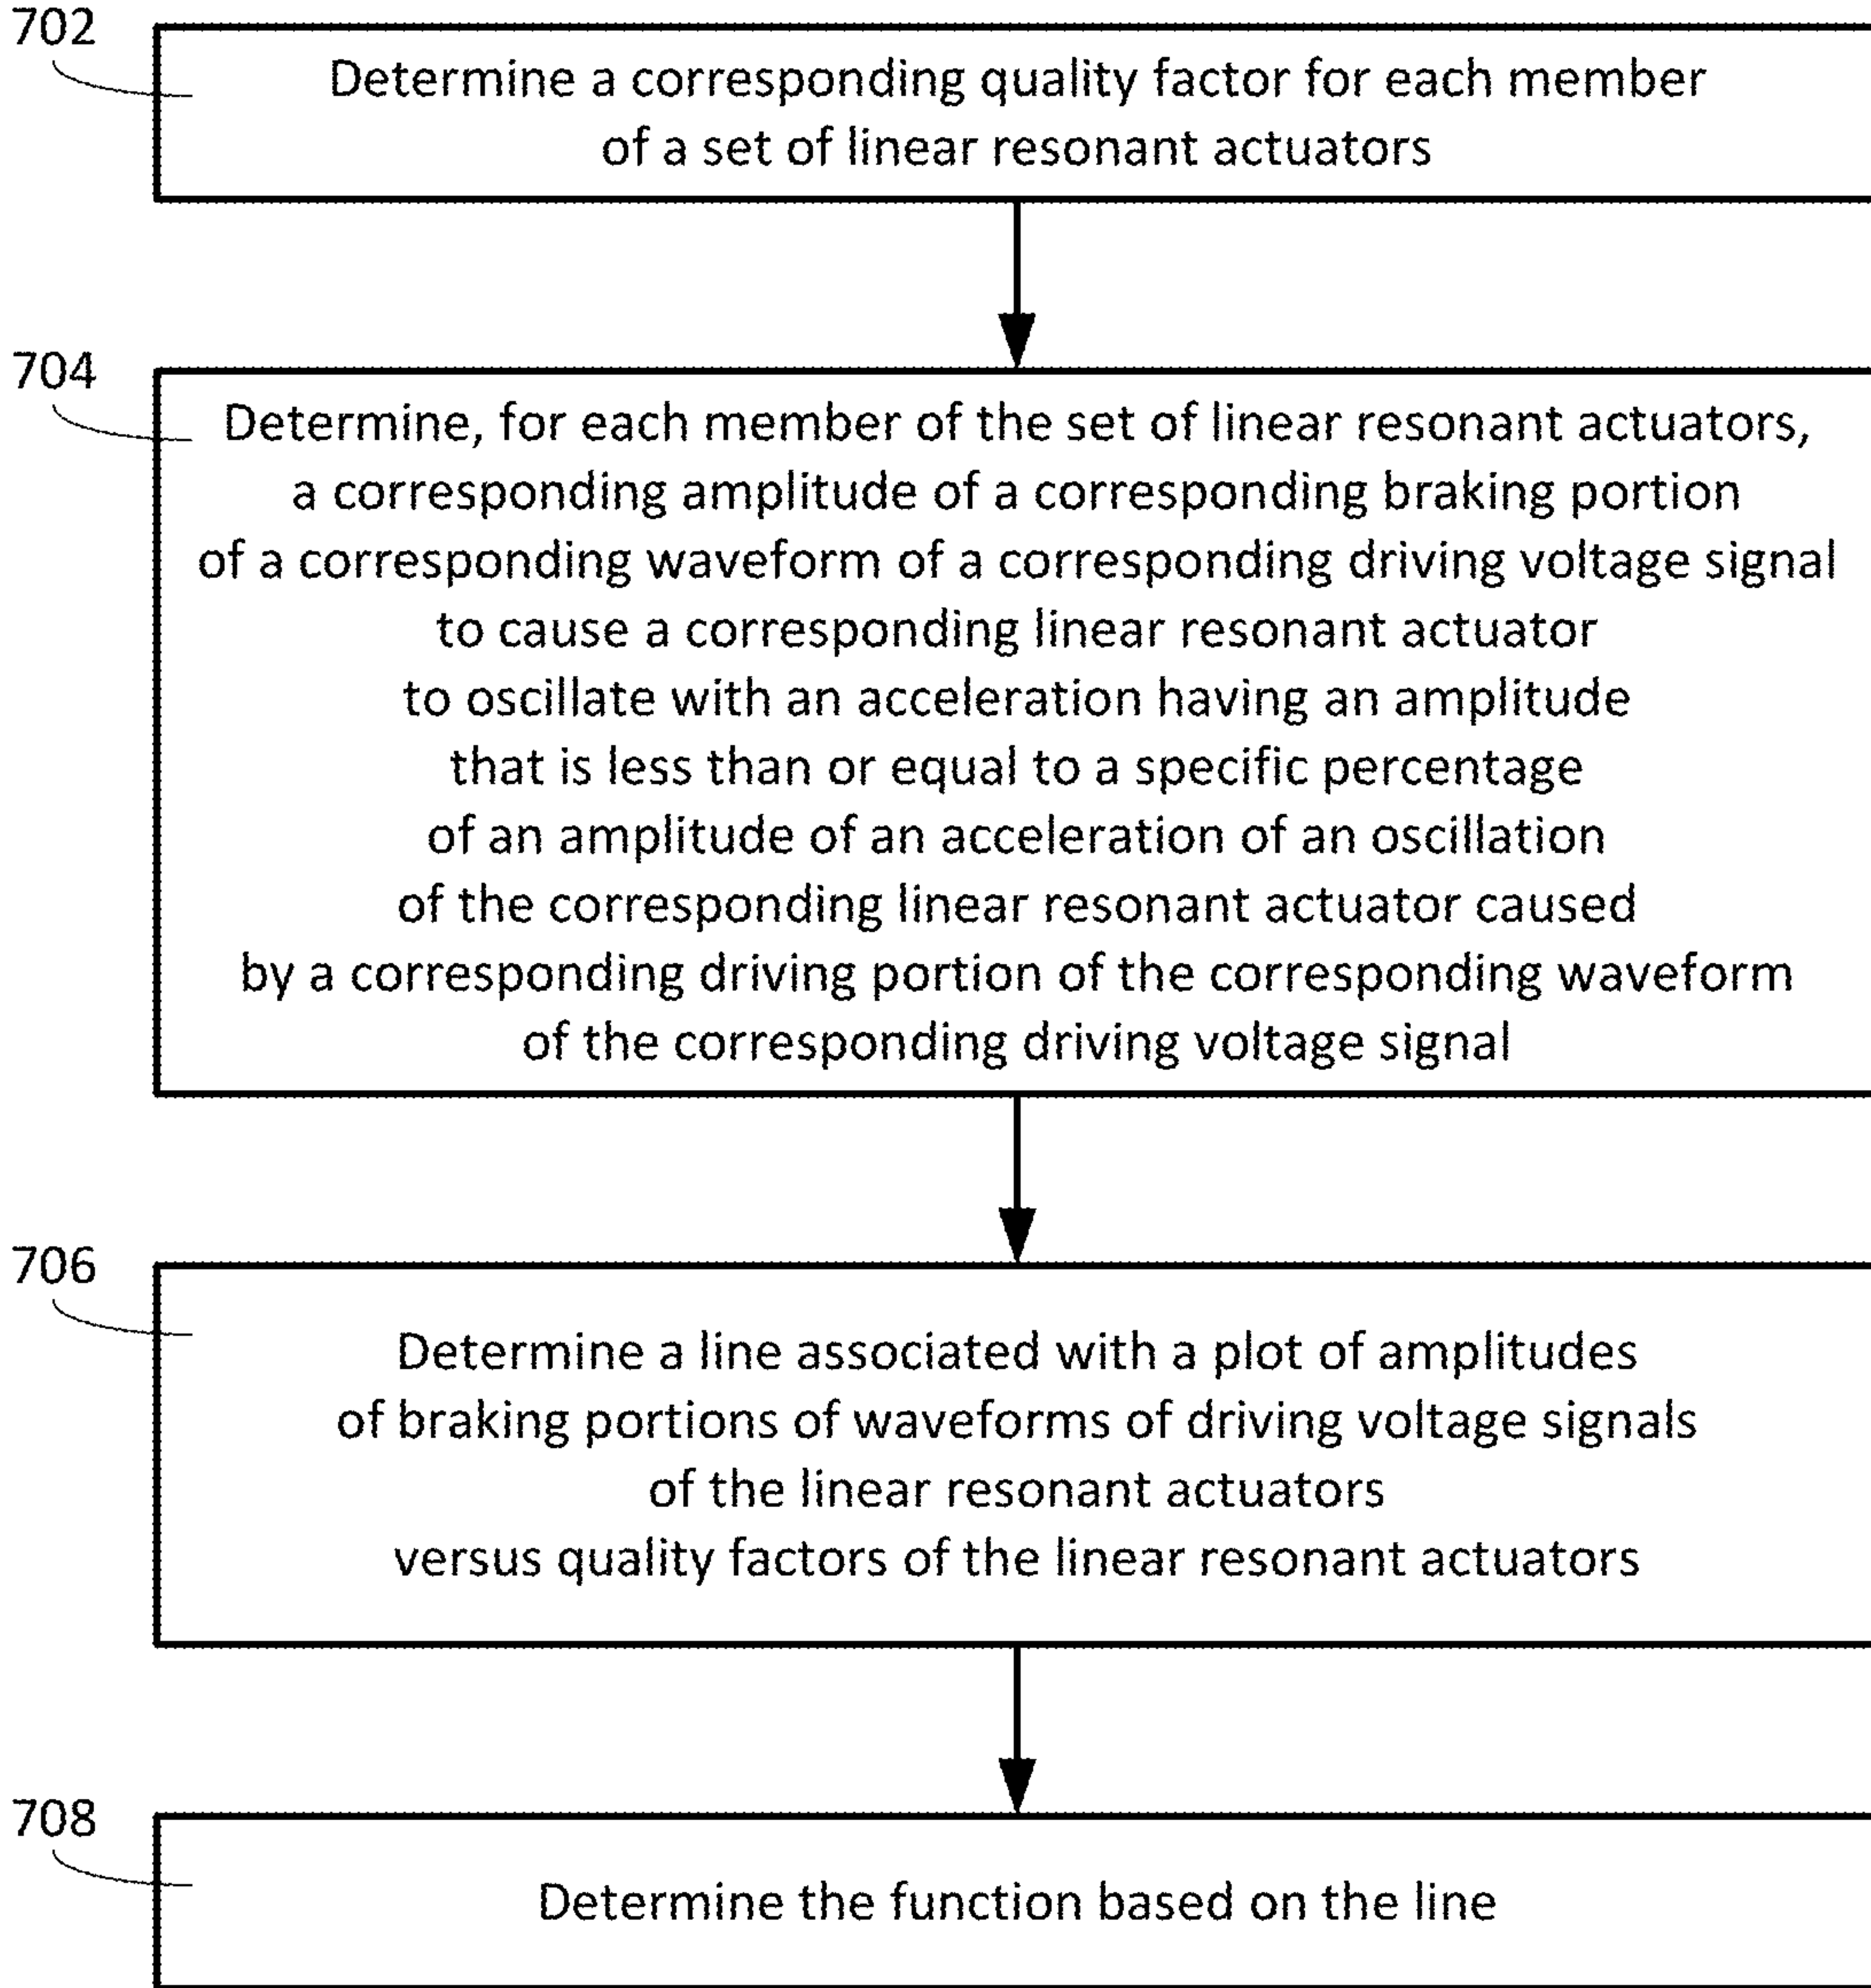 702
Determine a corresponding quality factor for each member
of a set of linear resonant actuators
704
Determine, for each member of the set of linear resonant actuators,
a corresponding amplitude of a corresponding braking portion
of a corresponding waveform of a corresponding driving voltage signal
to cause a corresponding linear resonant actuator
to oscillate with an acceleration having an amplitude
that is less than or equal to a specific percentage
of an amplitude of an acceleration of an oscillation
of the corresponding linear resonant actuator caused
by a corresponding driving portion of the corresponding waveform
of the corresponding driving voltage signal
706
Determine a line associated with a plot of amplitudes
of braking portions of waveforms of driving voltage signals
of the linear resonant actuators
versus quality factors of the linear resonant actuators
708
Determine the function based on the line